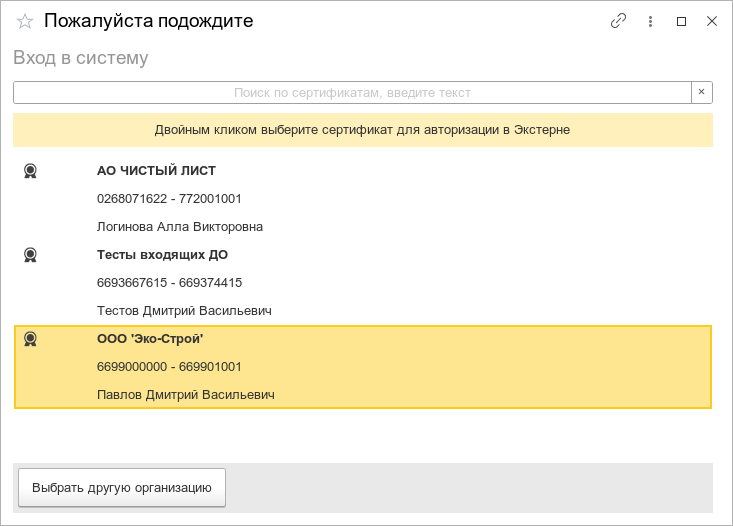 Пожалуйста подождите
Вход в систему
Поиск по сертификатам, введите текст
Двойным кликом выберите сертификат для авторизации в Экстерне
АО ЧИСТЫЙ ЛИСТ
0268071622 - 772001001
Логинова Алла Викторовна
Тесты входящих ДО
6693667615 - 669374415
Тестов Дмитрий Васильевич
ООО 'Эко-Строй'
6699000000 - 669901001
Павлов Дмитрий Васильевич
Выбрать другую организацию